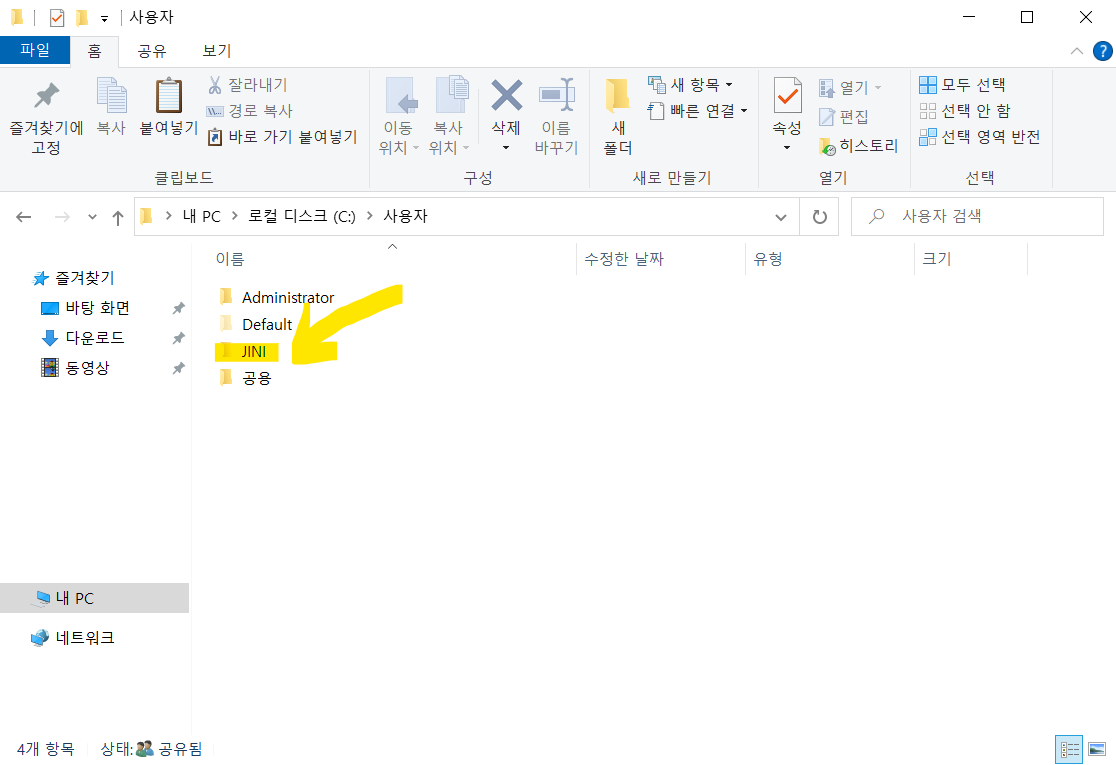 사용자
파일 홈 공유 보기
즐겨찾기에 고정
복사
붙여넣기
잘라내기
경로 복사
바로 가기 붙여넣기
클립보드
이동 위치
복사 위치
삭제
이름 바꾸기
구성
새 폴더
새 항목
빠른 연결
새로 만들기
속성
열기
편집
히스토리
열기
모두 선택
선택 안 함
선택 영역 반전
선택
내 PC > 로컬 디스크 (C:) > 사용자
사용자 검색
이름 수정한 날짜 유형 크기
즐겨찾기
바탕 화면
다운로드
동영상
내 PC
네트워크
Administrator
Default
JINI
공용
4개 항목 상태: 공유됨